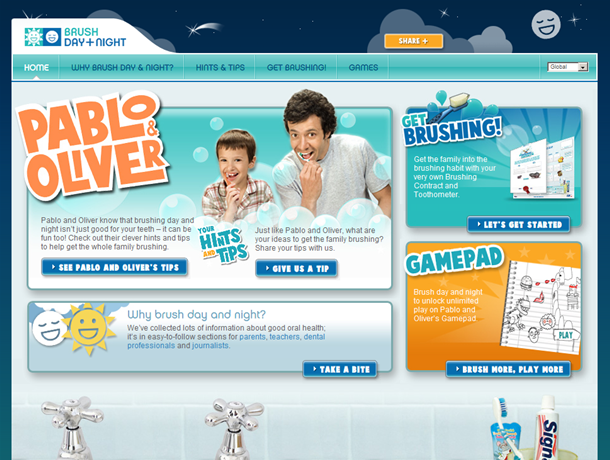 BRUSH
DAY+NIGHT
SHARE +
HOME
WHY BRUSH DAY & NIGHT?
HINTS & TIPS
GET BRUSHING!
GAMES
Global
PABLO
&
OLIVER
Pablo and Oliver know that brushing day and
night isn't just good for your teeth – it can be
fun too! Check out their clever hints and tips
to help get the whole family brushing.
SEE PABLO AND OLIVER'S TIPS
YOUR
HINTS
AND TIPS
Just like Pablo and Oliver, what are
your ideas to get the family brushing?
Share your tips with us.
GIVE US A TIP
GET
BRUSHING!
Get the family into the
brushing habit with your
very own Brushing
Contract and
Toothometer.
LET'S GET STARTED
GAMEPAD
Brush day and night
to unlock unlimited
play on Pablo and
Oliver's Gamepad.
PLAY
BRUSH MORE, PLAY MORE
Why brush day and night?
We've collected lots of information about good oral health;
it's in easy-to-follow sections for parents, teachers, dental
professionals and journalists.
TAKE A BITE
Signa